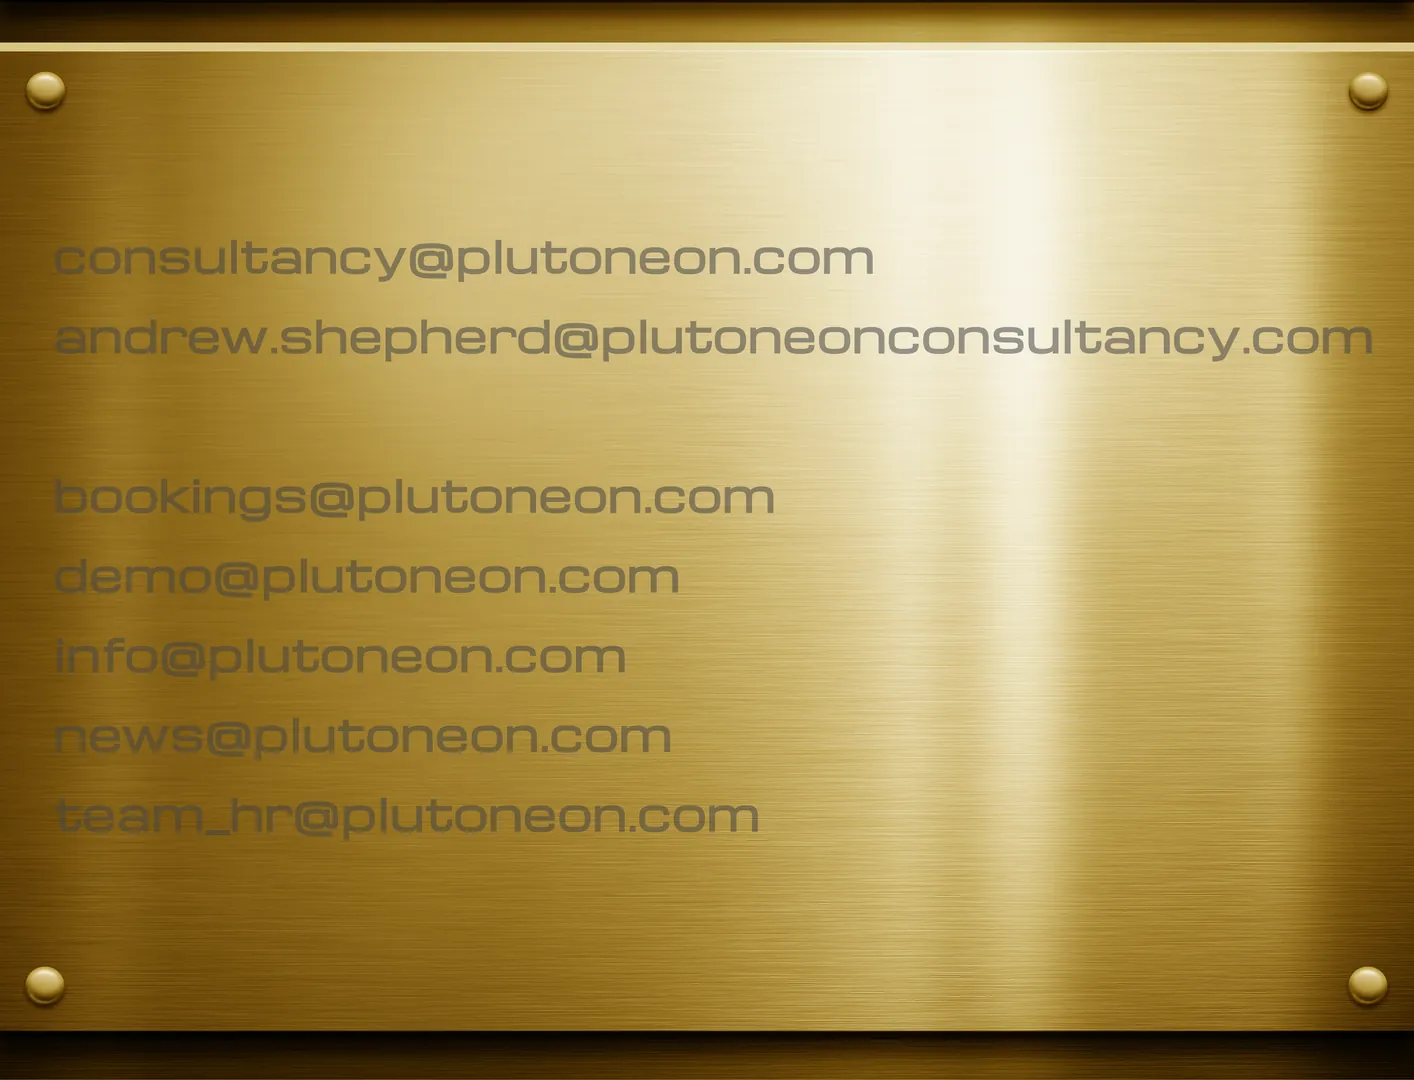 consultancy@plutoneon.com
andrew.shepherd@plutoneonconsultancy.com
bookings@plutoneon.com
demo@plutoneon.com
info@plutoneon.com
news@plutoneon.com
team_hr@plutoneon.com